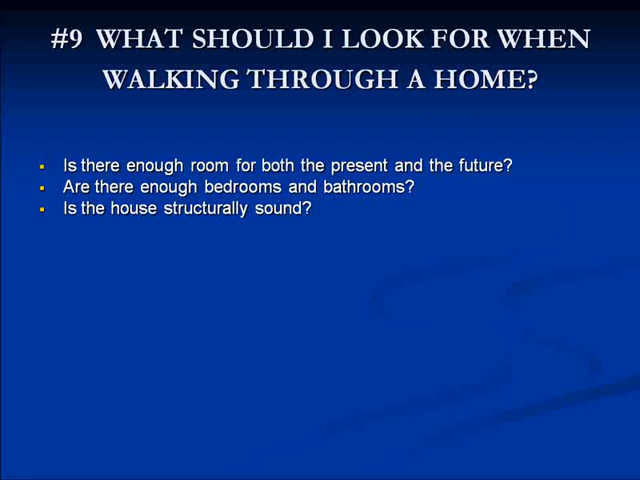 #9 WHAT SHOULD I LOOK FOR WHEN
WALKING THROUGH A HOME?
Is there enough room for both the present and the future?
Are there enough bedrooms and bathrooms?
Is the house structurally sound?